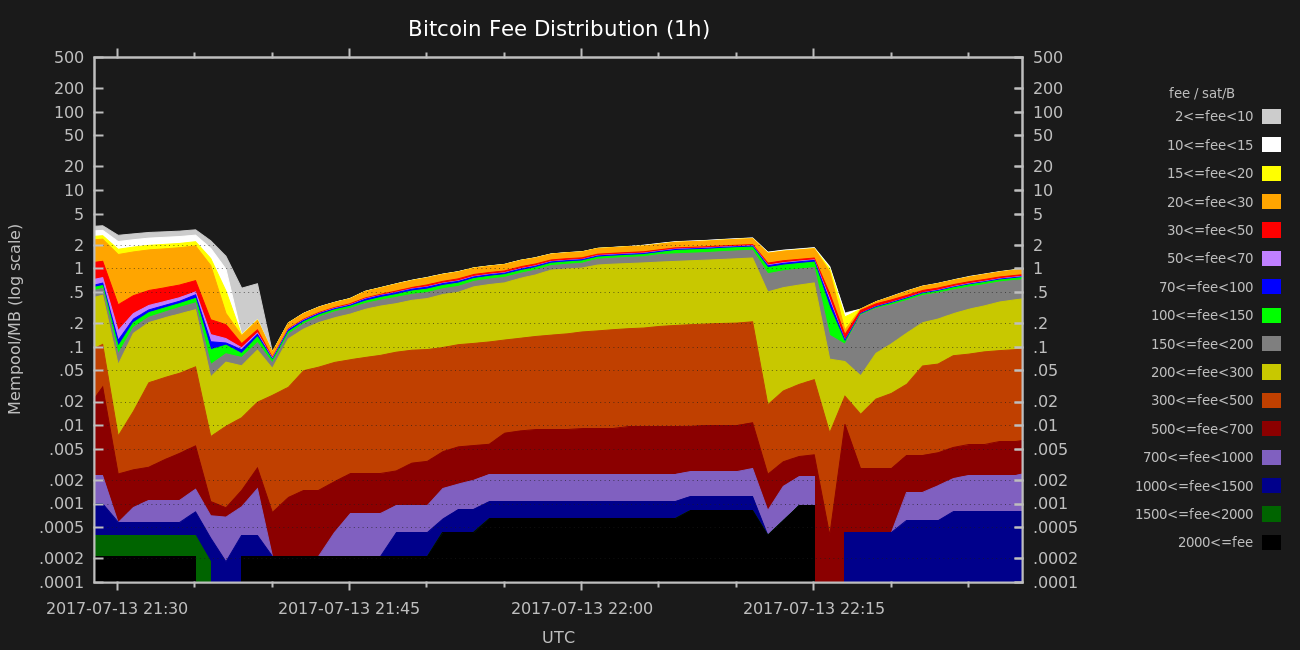 Bitcoin Fee Distribution (1h)
500 500
200 200
100 100
50 50
20 20
10 10
5 5
2 2
1 1
.5 .5
.2 .2
.1 .1
.05 .05
.02 .02
.01 .01
.005 .005
.002 .002
.001 .001
.0005 .0005
.0002 .0002
.0001 .0001
Mempool/MB (log scale)
2017-07-13 21:30 2017-07-13 21:45 2017-07-13 22:00 2017-07-13 22:15
UTC
fee / sat/B
2<=fee<10
10<=fee<15
15<=fee<20
20<=fee<30
30<=fee<50
50<=fee<70
70<=fee<100
100<=fee<150
150<=fee<200
200<=fee<300
300<=fee<500
500<=fee<700
700<=fee<1000
1000<=fee<1500
1500<=fee<2000
2000<=fee